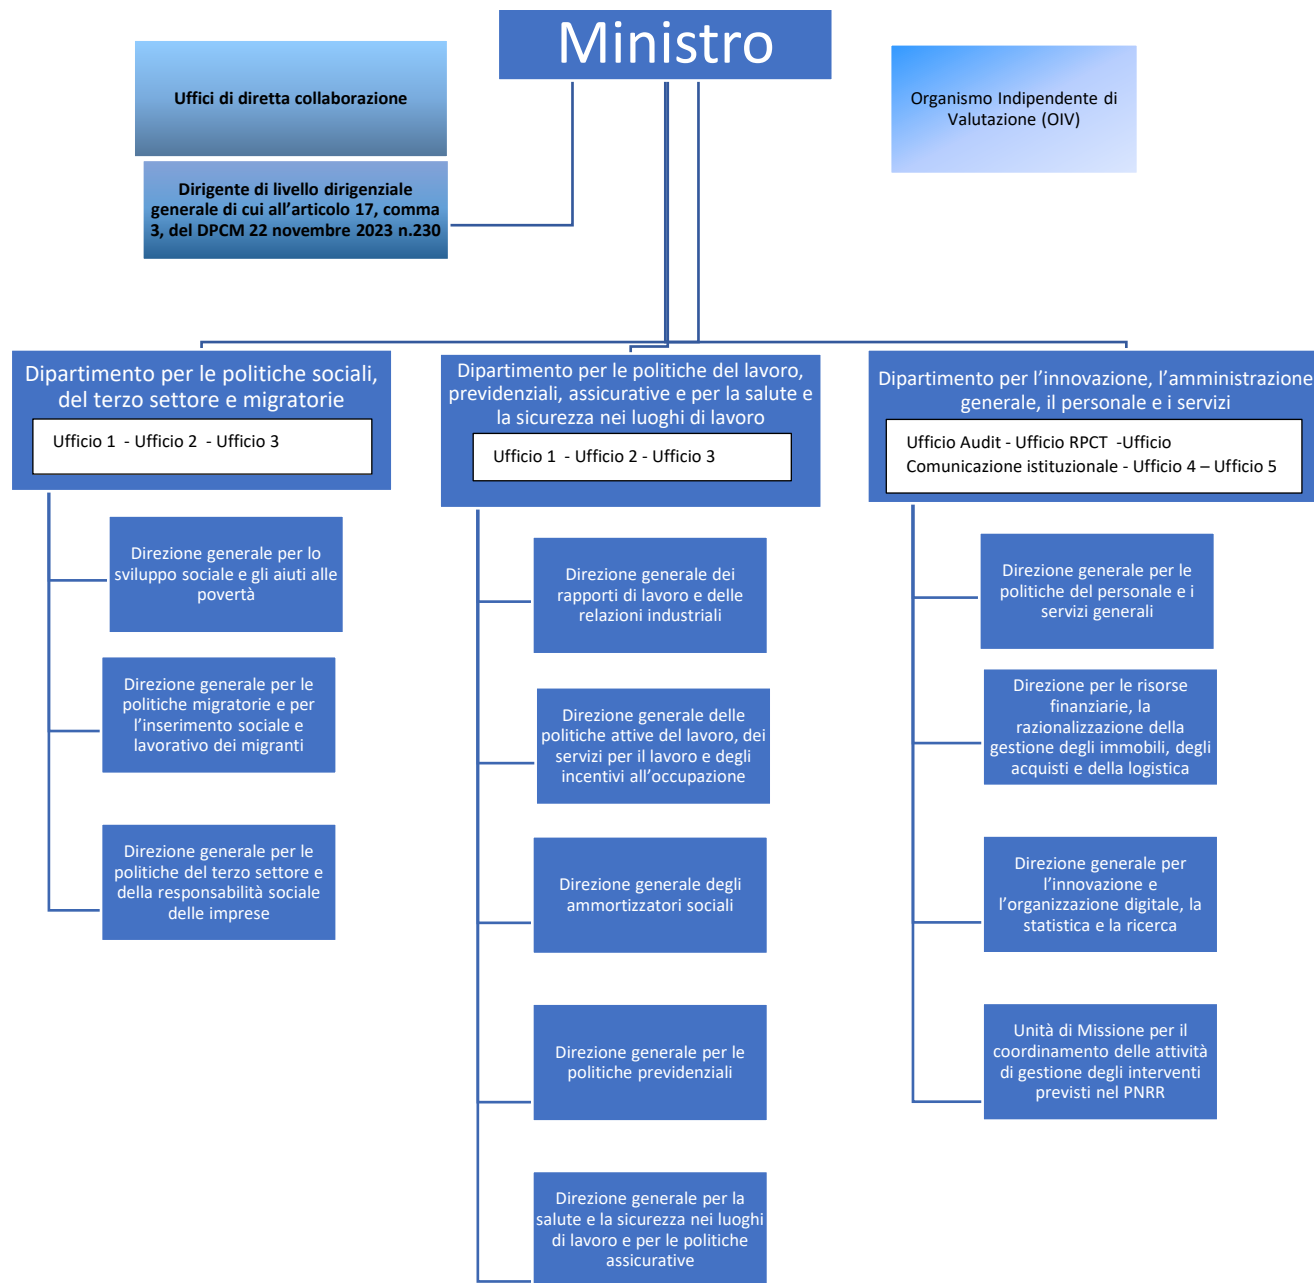 Ministro
Uffici di diretta collaborazione
Organismo Indipendente di
Valutazione (OIV)
Dirigente di livello dirigenziale
generale di cui all’articolo 17, comma
3, del DPCM 22 novembre 2023 n.230
Dipartimento per le politiche sociali,
del terzo settore e migratorie
Ufficio 1 - Ufficio 2 - Ufficio 3
Direzione generale per lo
sviluppo sociale e gli aiuti alle
povertà
Direzione generale per le
politiche migratorie e per
l’inserimento sociale e
lavorativo dei migranti
Direzione generale per le
politiche del terzo settore e
della responsabilità sociale
delle imprese
Dipartimento per le politiche del lavoro,
previdenziali, assicurative e per la salute e
la sicurezza nei luoghi di lavoro
Ufficio 1 - Ufficio 2 - Ufficio 3
Direzione generale dei
rapporti di lavoro e delle
relazioni industriali
Direzione generale delle
politiche attive del lavoro, dei
servizi per il lavoro e degli
incentivi all’occupazione
Direzione generale degli
ammortizzatori sociali
Direzione generale per le
politiche previdenziali
Direzione generale per la
salute e la sicurezza nei luoghi
di lavoro e per le politiche
assicurative
Dipartimento per l’innovazione, l’amministrazione
generale, il personale e i servizi
Ufficio Audit - Ufficio RPCT -Ufficio
Comunicazione istituzionale - Ufficio 4 – Ufficio 5
Direzione generale per le
politiche del personale e i
servizi generali
Direzione per le risorse
finanziarie, la
razionalizzazione della
gestione degli immobili, degli
acquisti e della logistica
Direzione generale per
l’innovazione e
l’organizzazione digitale, la
statistica e la ricerca
Unità di Missione per il
coordinamento delle attività
di gestione degli interventi
previsti nel PNRR